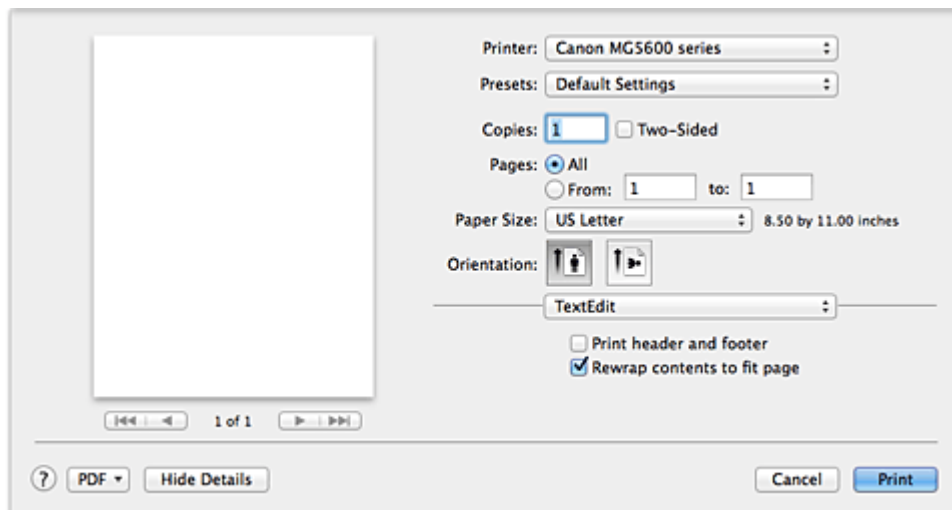 Printer: Canon MG5600 series
Presets: Default Settings
Copies: 1 Two-Sided
Pages: All
From: 1 to: 1
Paper Size: US Letter 8.50 by 11.00 inches
Orientation:
TextEdit
Print header and footer
Rewrap contents to fit page
1 of 1
? PDF Hide Details Cancel Print